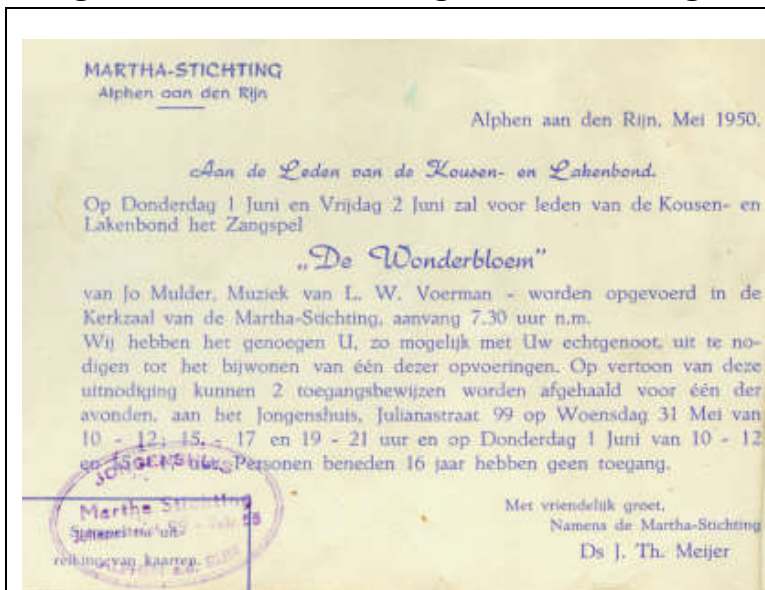 MARTHA-STICHTING
Alphen aan den Rijn
Alphen aan den Rijn, Mei 1950.
Aan de Leden van de Kousen- en Lakenbond.
Op Donderdag 1 Juni en Vrijdag 2 Juni zal voor leden van de Kousen- en
Lakenbond het Zangspel
„De Wonderbloem”
van Jo Mulder, Muziek van L. W. Voerman - worden opgevoerd in de
Kerkzaal van de Martha-Stichting, aanvang 7.30 uur n.m.
Wij hebben het genoegen U, zo mogelijk met Uw echtgenoot, uit te no-
digen tot het bijwonen van één dezer opvoeringen. Op vertoon van deze
uitnodiging kunnen 2 toegangsbewijzen worden afgehaald voor één der
avonden, aan het Jongenshuis, Julianastraat 99 op Woensdag 31 Mei van
10 - 12; 15. - 17 en 19 - 21 uur en op Donderdag 1 Juni van 10 - 12
en Personen beneden 16 jaar hebben geen toegang.
JONGENSHUIS
Martha Stichting
Met vriendelijk groet,
Namens de Martha-Stichting
Ds J. Th. Meijer
reiking van kaarten.